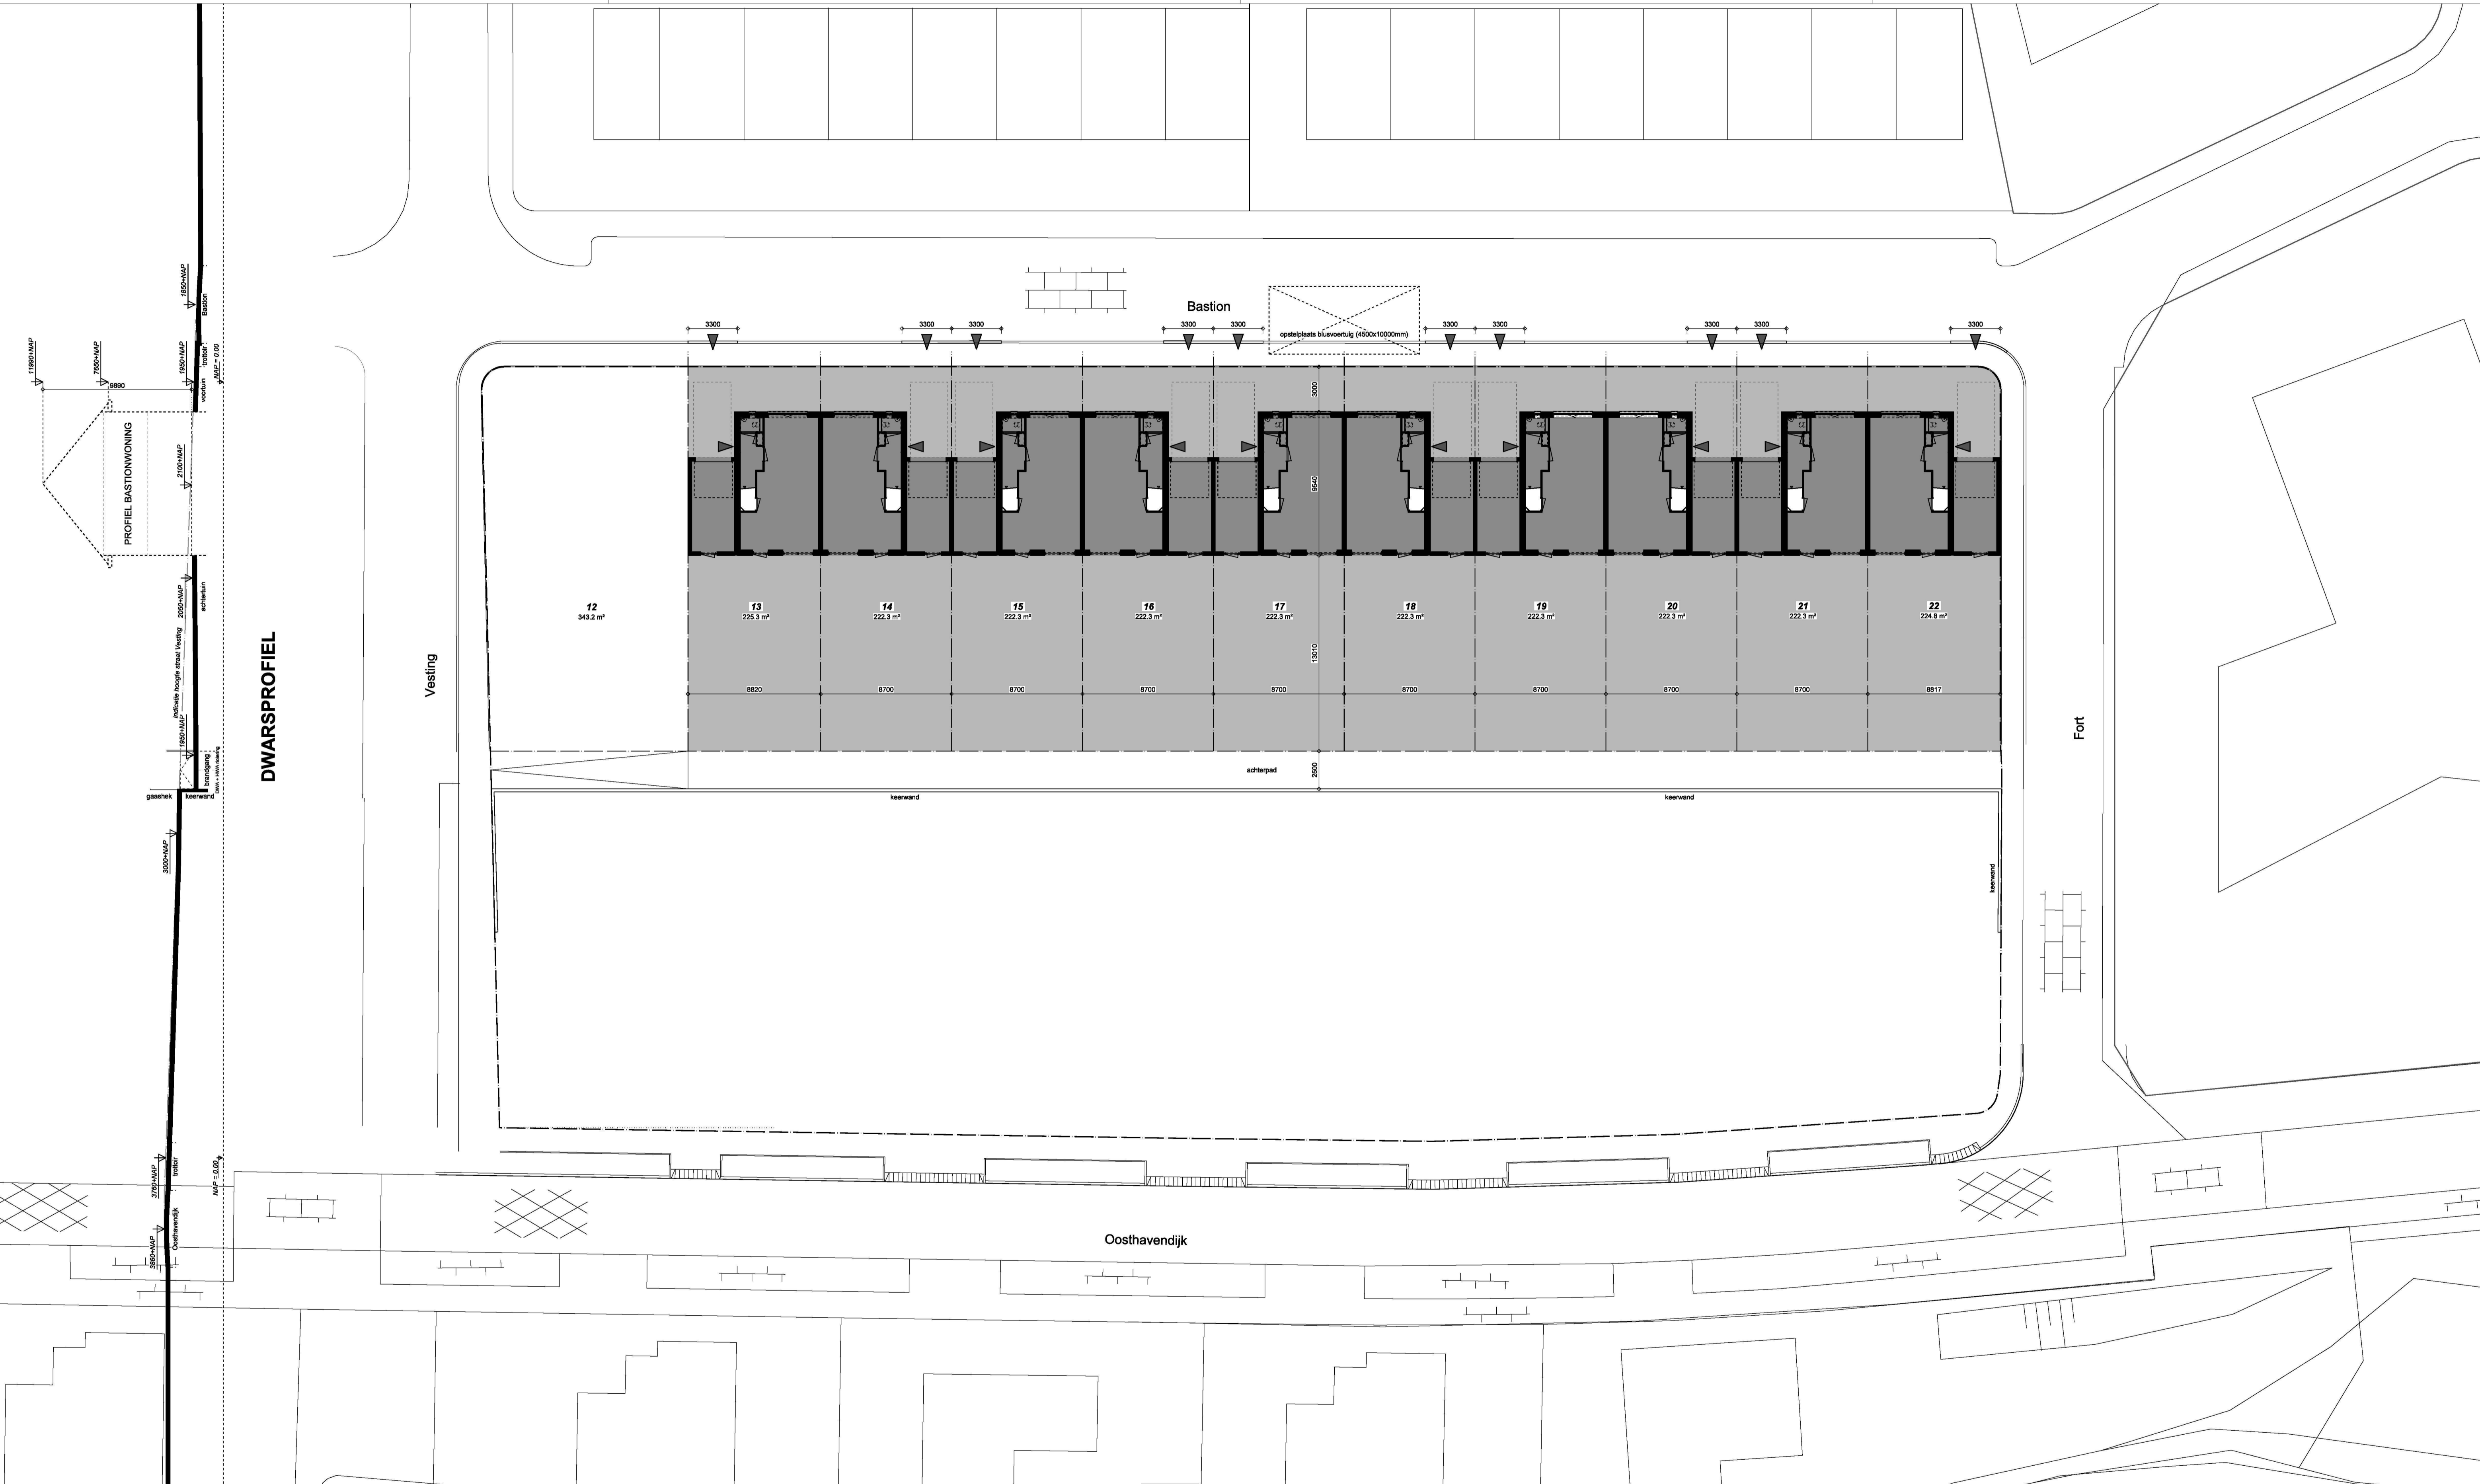 1850+NAP
Bastion
11990+NAP
7650+NAP
1950+NAP
trottoir
NAP = 0.00
9890
voortuin
PROFIEL BASTIONWONING
2100+NAP
2050+NAP
achtertuin
indicatie hoogte straat Vesting
1950+NAP
brandgang
DWA + HWA riolering
gaashek
keerwand
3000+NAP
3760+NAP
trottoir
NAP = 0.00
Oosthavendijk
3860+NAP
DWARSPROFIEL
Vesting
Bastion
opstelplaats blusvoertuig (4500x10000mm)
3300
3300
3300
3300
3300
3300
3300
3300
3300
3300
3000
9540
12
343.2 m²
13
225.3 m²
14
222.3 m²
15
222.3 m²
16
222.3 m²
17
222.3 m²
18
222.3 m²
19
222.3 m²
20
222.3 m²
21
222.3 m²
22
224.8 m²
13010
8820
8700
8700
8700
8700
8700
8700
8700
8700
8817
achterpad
2500
keerwand
keerwand
keerwand
Fort
Oosthavendijk